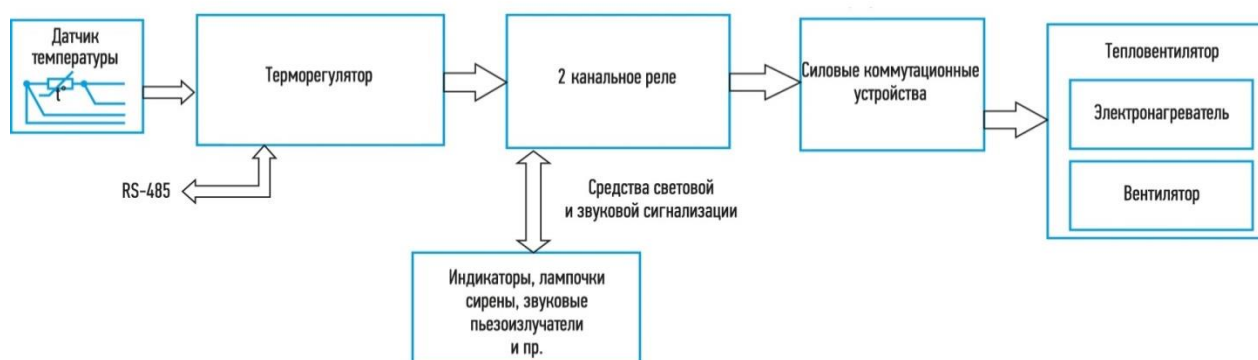 Датчик
температуры
t°
Терморегулятор
2 канальное реле
Силовые коммутационные
устройства
Тепловентилятор
Электронагреватель
Вентилятор
RS-485
Средства световой
и звуковой сигнализации
Индикаторы, лампочки
сирены, звуковые
пьезоизлучатели
и пр.